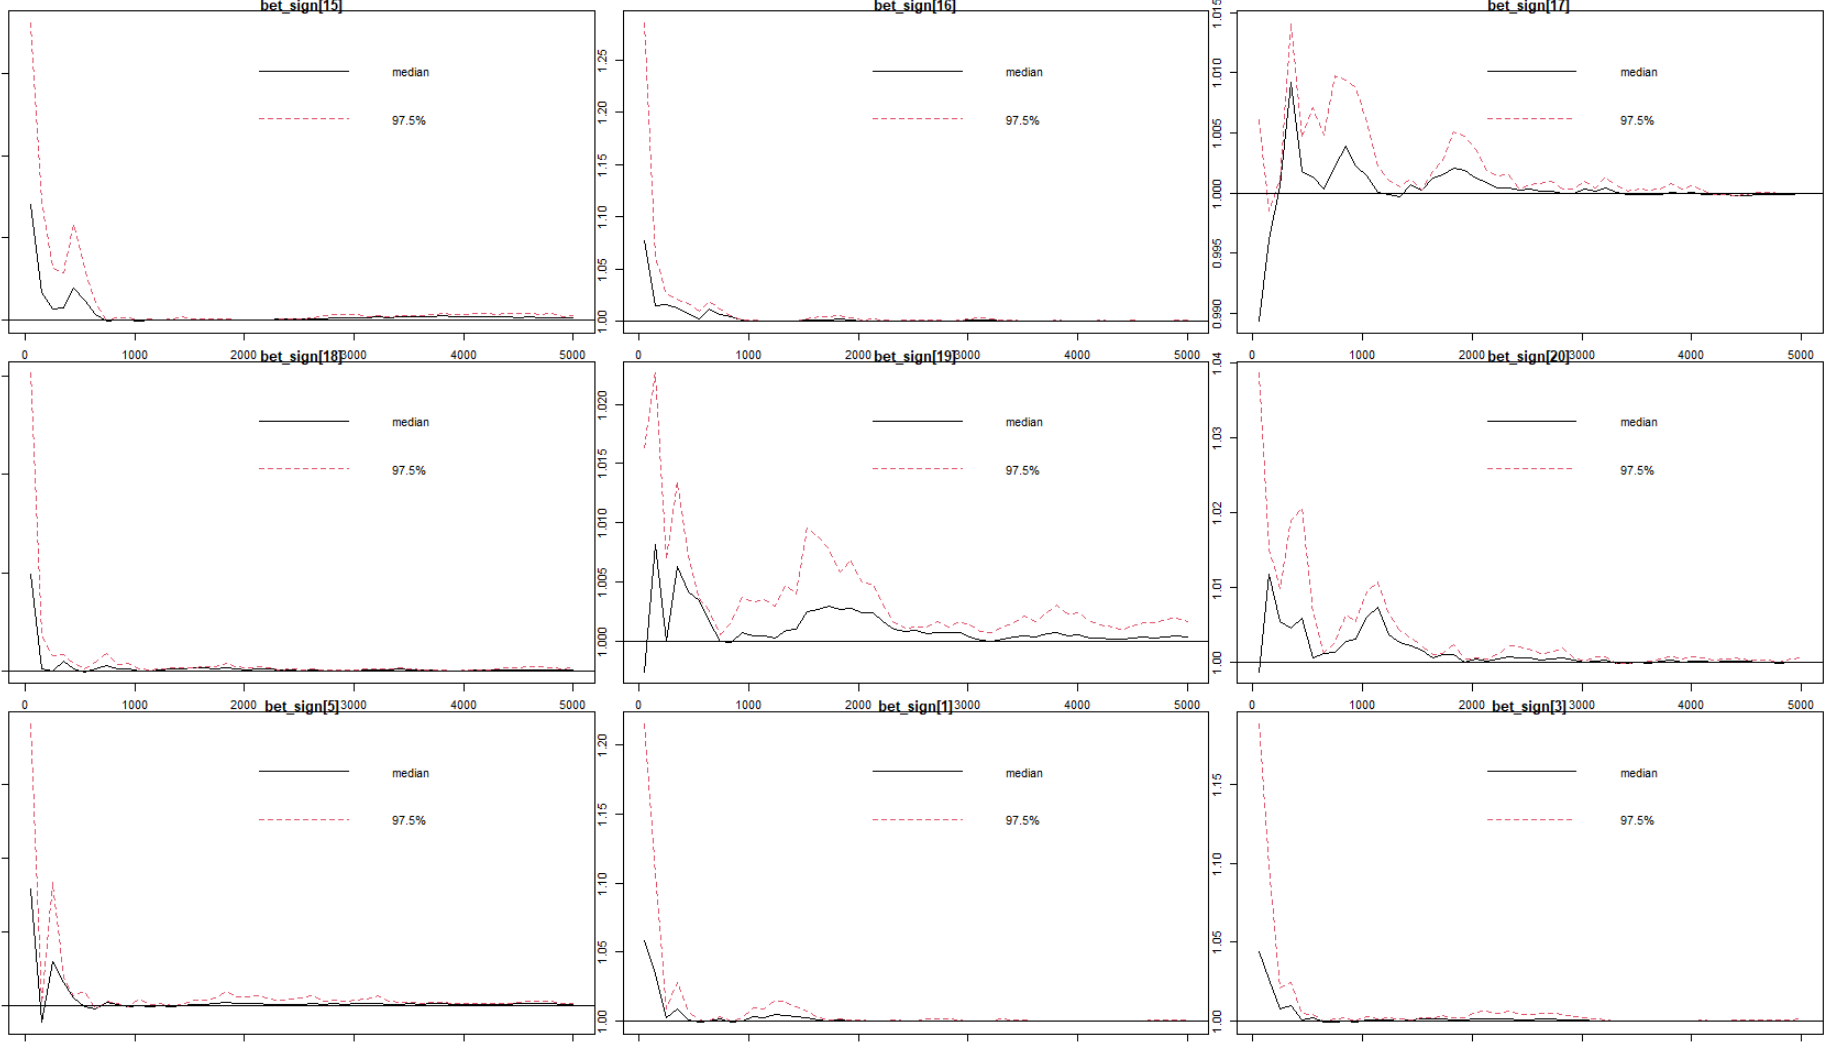 bet_sign[15] bet_sign[16] bet_sign[17]
median median median
97.5% 97.5% 97.5%
1.00 1.05 1.10 1.15 1.20 1.25
0.990 0.995 1.000 1.005 1.010 1.015
0 1000 2000 3000 4000 5000 0 1000 2000 3000 4000 5000 0 1000 2000 3000 4000 5000
bet_sign[18] bet_sign[19] bet_sign[20]
median median median
97.5% 97.5% 97.5%
1.000 1.005 1.010 1.015 1.020
1.00 1.01 1.02 1.03 1.04
0 1000 2000 3000 4000 5000 0 1000 2000 3000 4000 5000 0 1000 2000 3000 4000 5000
bet_sign[5] bet_sign[1] bet_sign[3]
median median median
97.5% 97.5% 97.5%
1.00 1.05 1.10 1.15 1.20
1.00 1.05 1.10 1.15